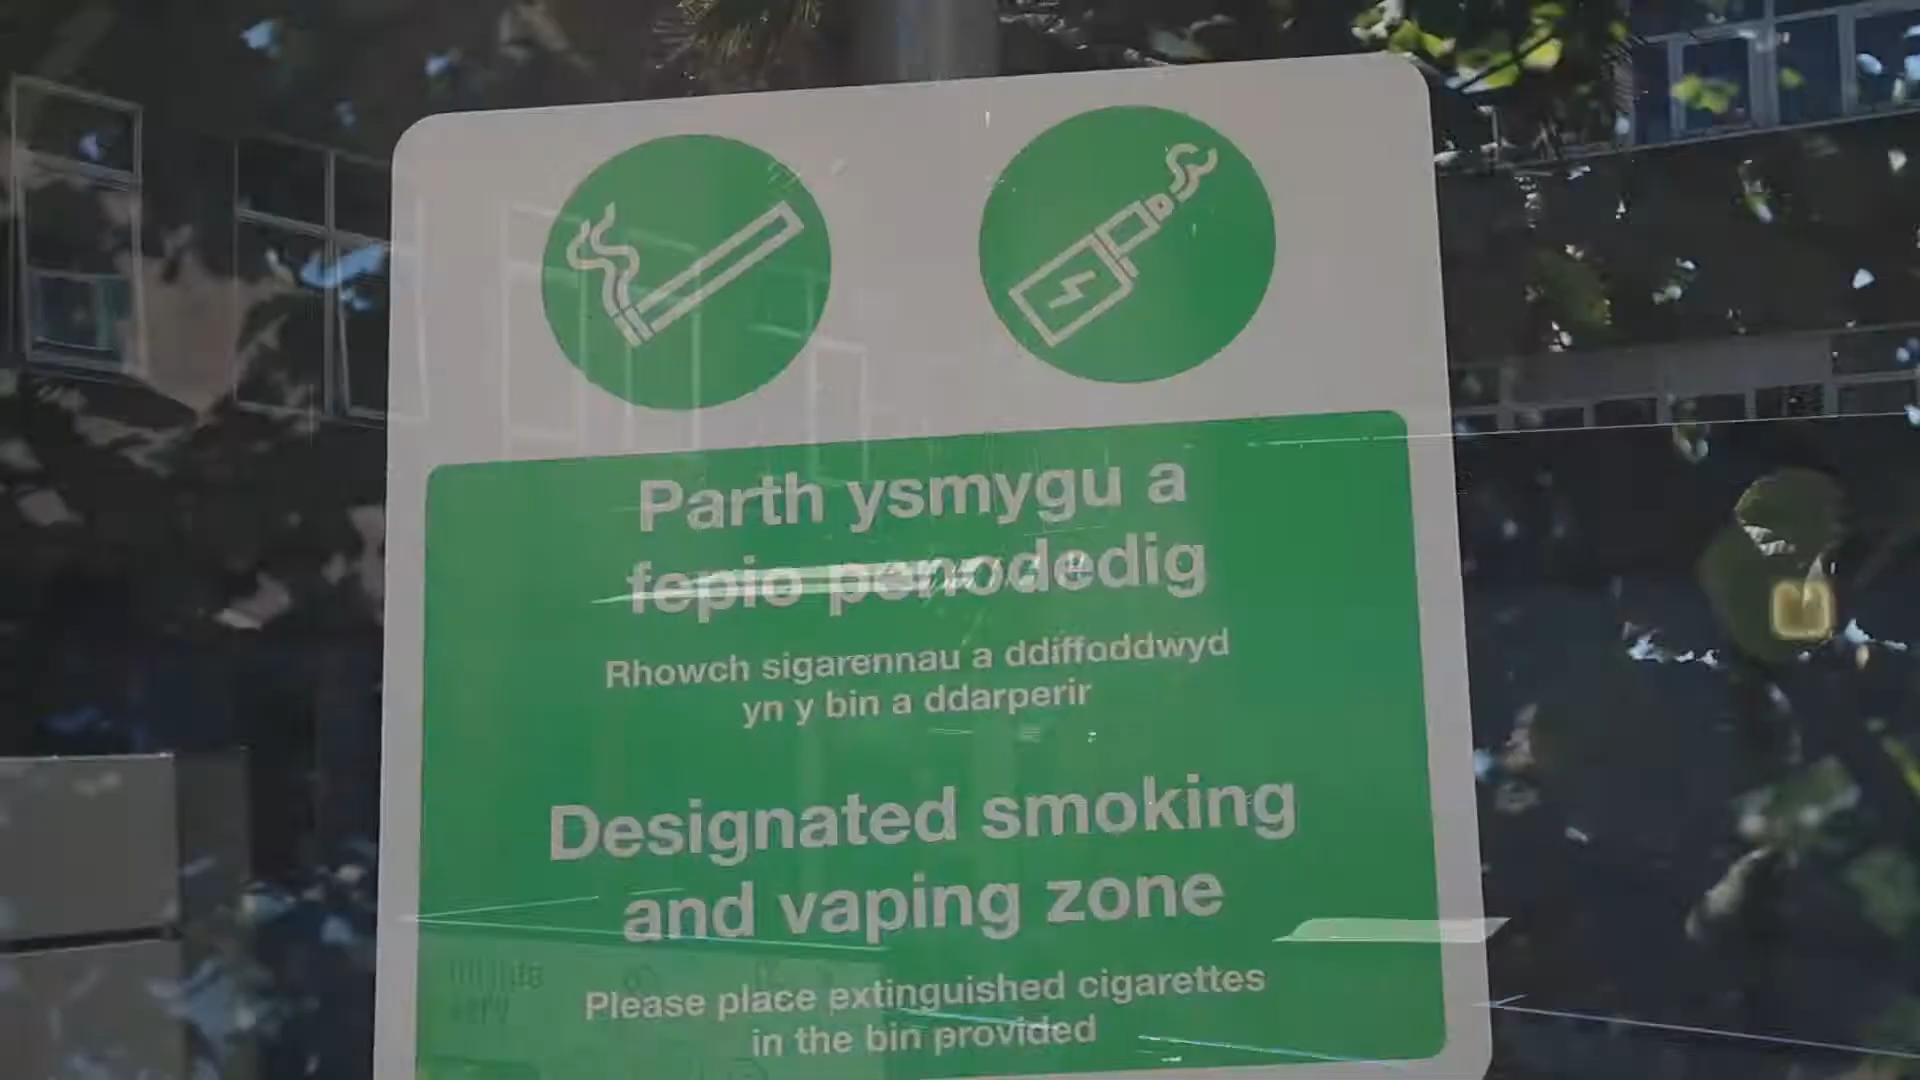 Parth ysmygu a
fepio penodedig
Rhowch sigarennau a ddiffoddwyd
yn y bin a ddarperir
Designated smoking
and vaping zone
Please place extinguished cigarettes
in the bin provided